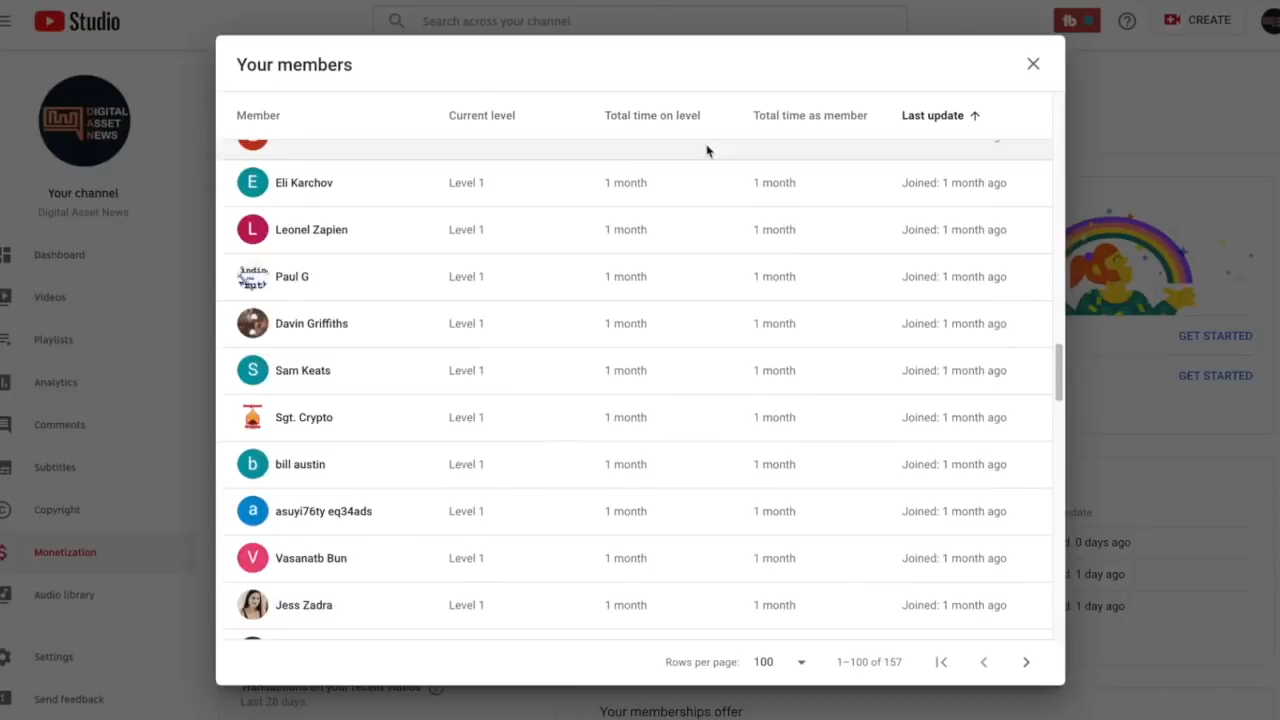 Studio
Search across your channel
CREATE
Your members
Member Current level Total time on level Total time as member Last update
E Eli Karchov Level 1 1 month 1 month Joined: 1 month ago
L Leonel Zapien Level 1 1 month 1 month Joined: 1 month ago
Paul G Level 1 1 month 1 month Joined: 1 month ago
Davin Griffiths Level 1 1 month 1 month Joined: 1 month ago
S Sam Keats Level 1 1 month 1 month Joined: 1 month ago
Sgt. Crypto Level 1 1 month 1 month Joined: 1 month ago
b bill austin Level 1 1 month 1 month Joined: 1 month ago
a asuyi76ty eq34ads Level 1 1 month 1 month Joined: 1 month ago
V Vasanatb Bun Level 1 1 month 1 month Joined: 1 month ago
Jess Zadra Level 1 1 month 1 month Joined: 1 month ago
Rows per page: 100 1–100 of 157
DIGITAL
ASSET
NEWS
Your channel
Digital Asset News
Dashboard
Videos
Playlists
Analytics
Comments
Subtitles
Copyright
Monetization
Audio library
Settings
Send feedback
GET STARTED
GET STARTED
0 days ago
1 day ago
1 day ago
Transactions on your recent videos
Last 28 days
Your memberships offer